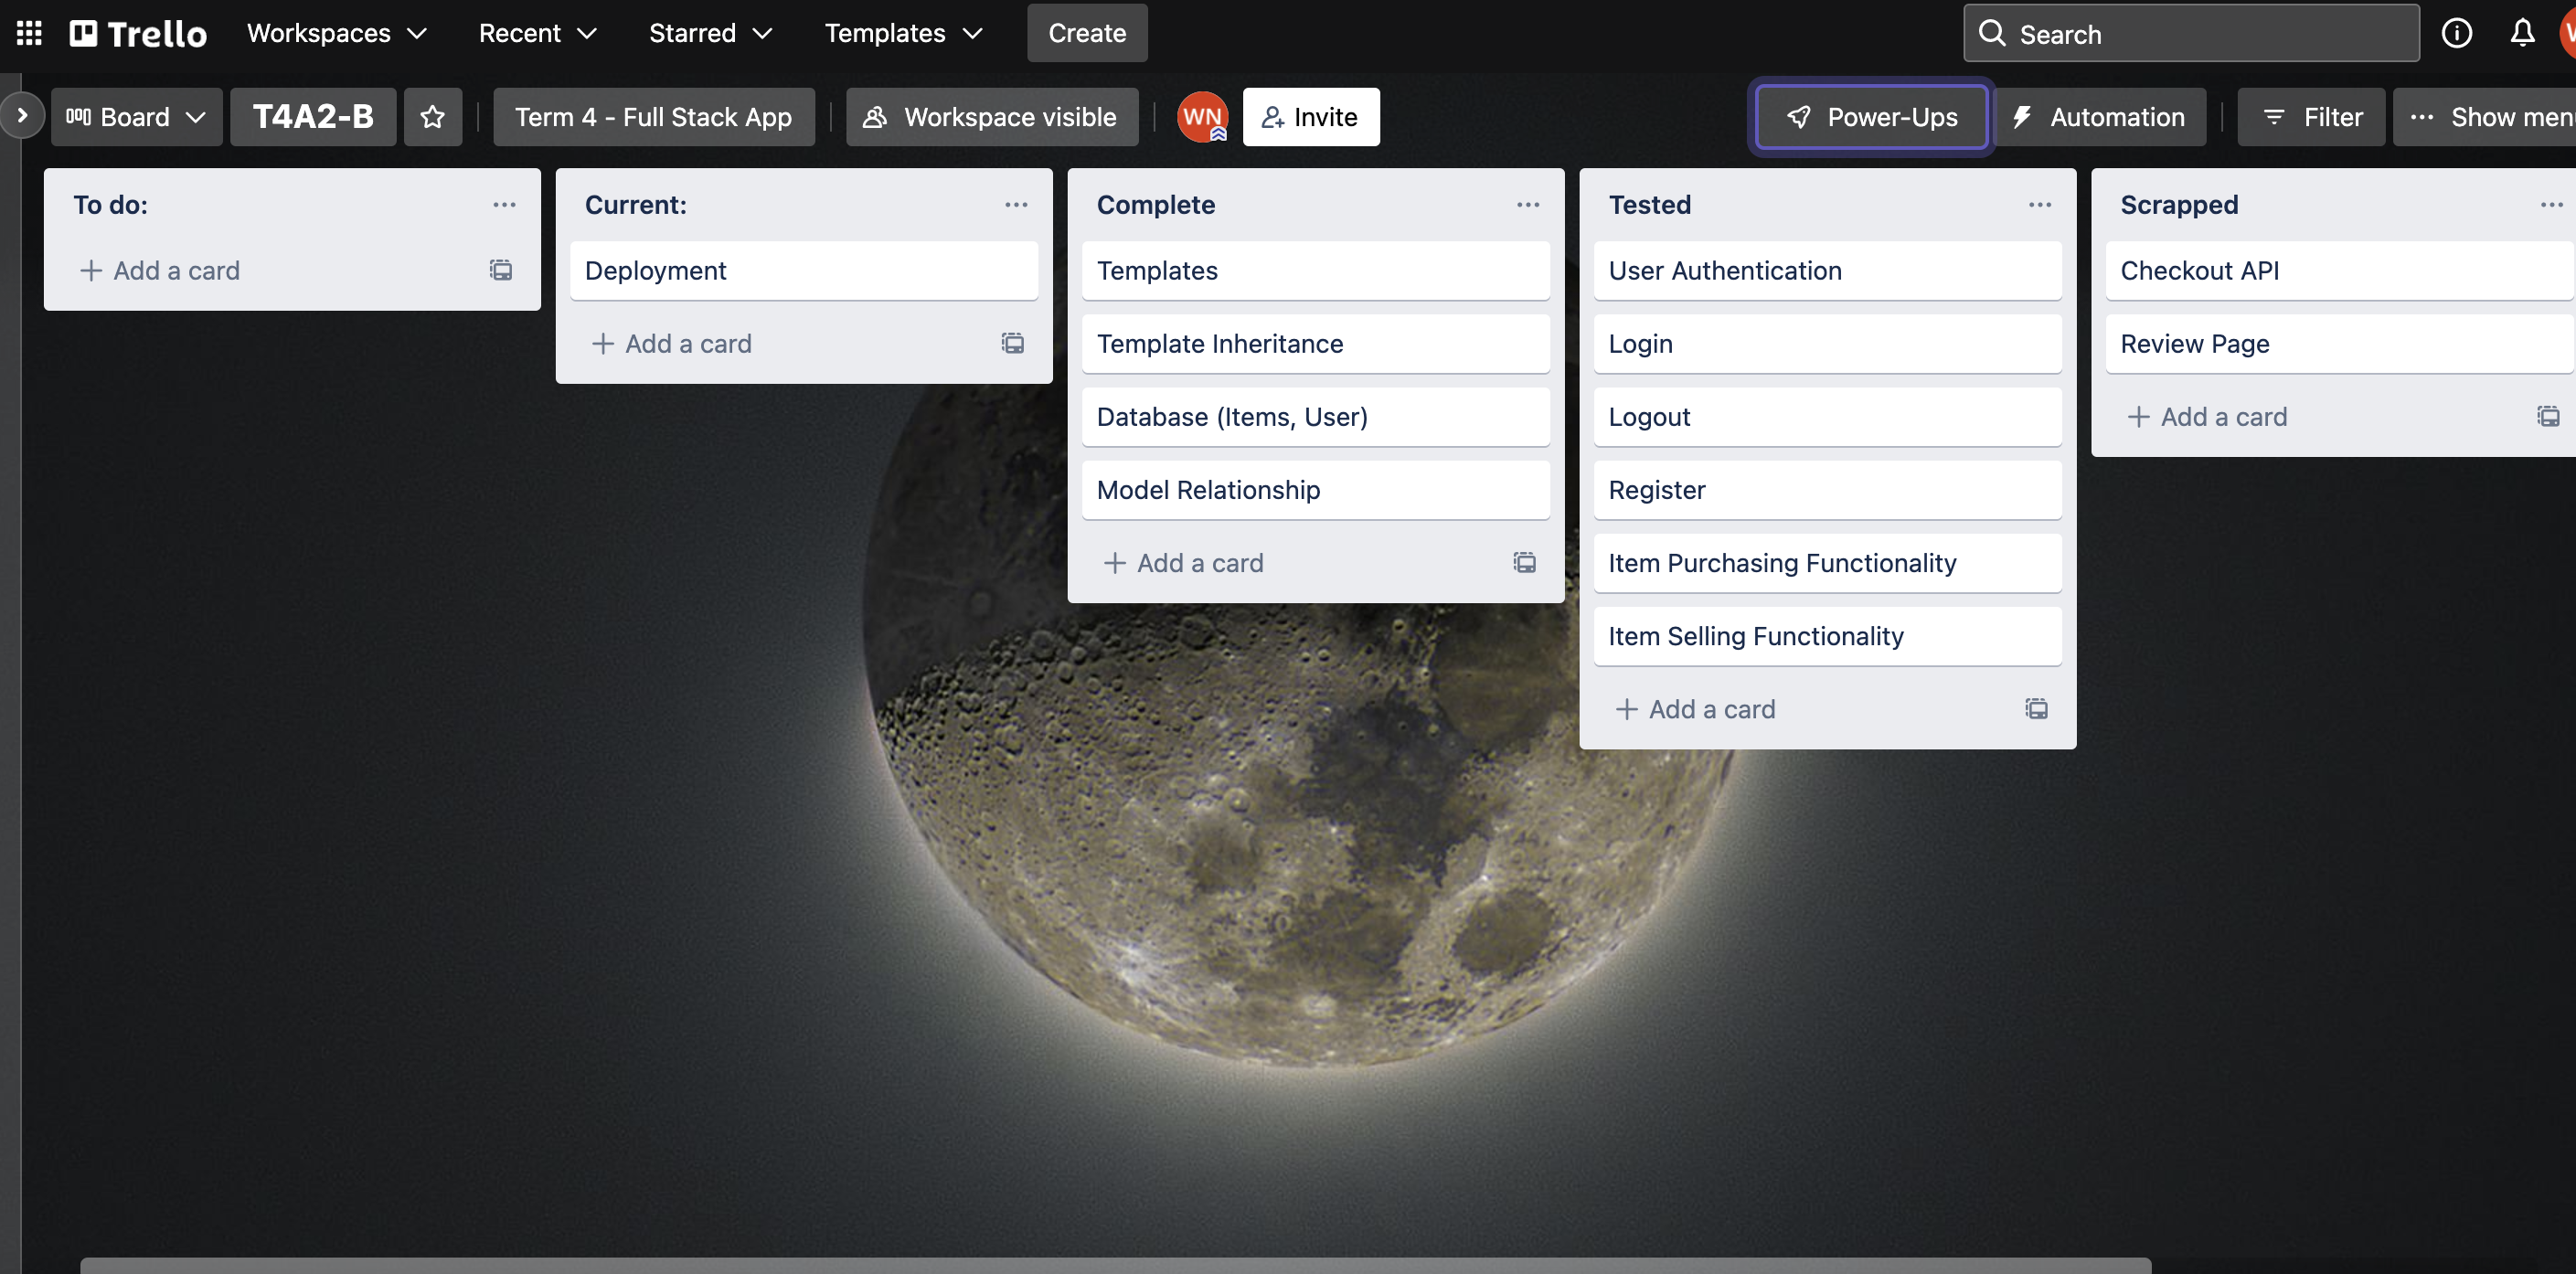 Trello Workspaces Recent Starred Templates Create Search
Board T4A2-B Term 4 - Full Stack App Workspace visible WN Invite Power-Ups Automation Filter Show
To do:
Add a card
Current:
Deployment
Add a card
Complete
Templates
Template Inheritance
Database (Items, User)
Model Relationship
Add a card
Tested
User Authentication
Login
Logout
Register
Item Purchasing Functionality
Item Selling Functionality
Add a card
Scrapped
Checkout API
Review Page
Add a card